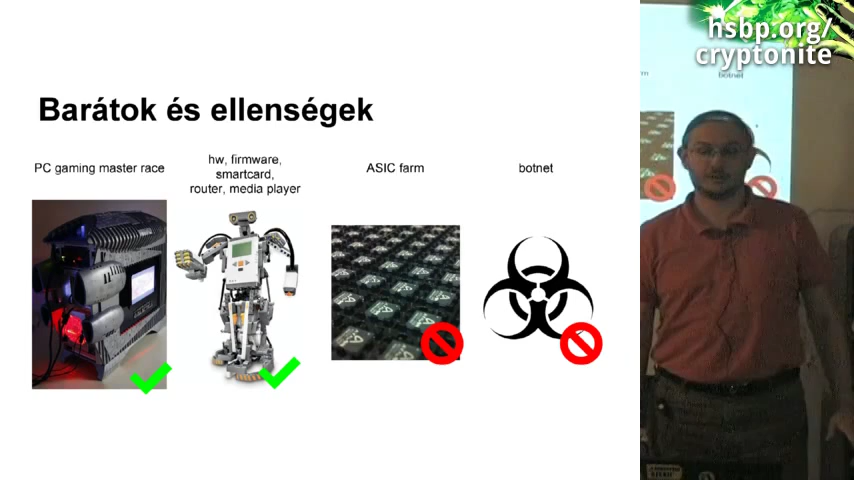 hsbp.org/
cryptonite
Barátok és ellenségek
PC gaming master race
hw, firmware,
smartcard,
router, media player
ASIC farm
botnet
botnet